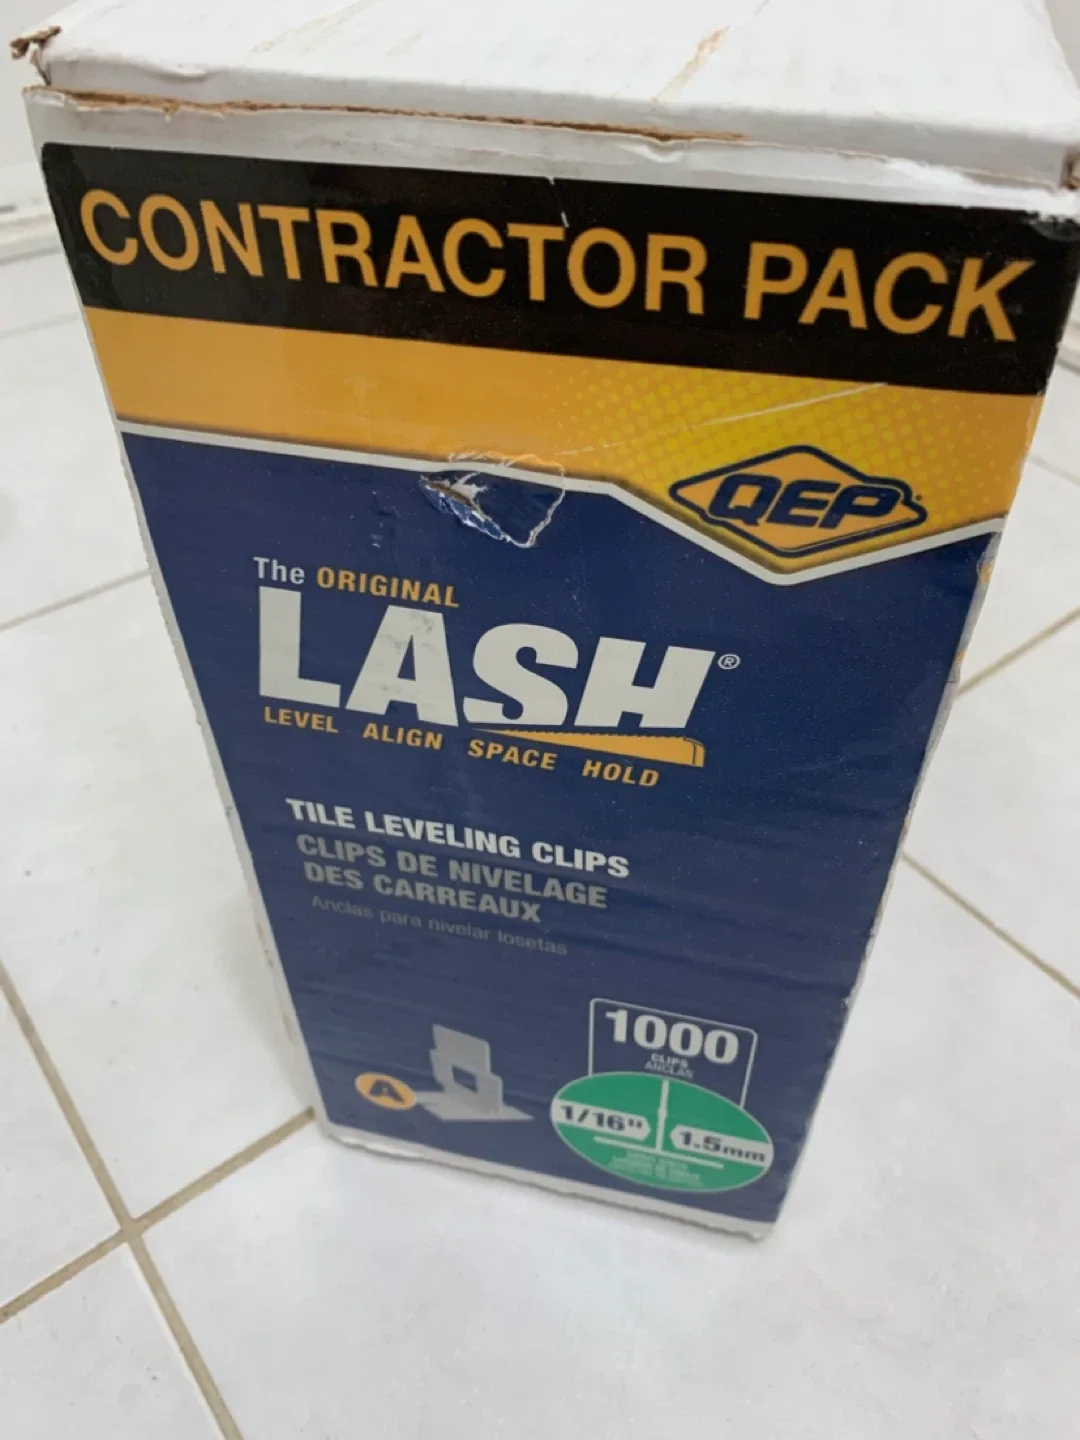 CONTRACTOR PACK
QEP
The ORIGINAL
LASH®
LEVEL ALIGN SPACE HOLD
TILE LEVELING CLIPS
CLIPS DE NIVELAGE
DES CARREAUX
Anclas para nivelar losetas
1000
CLIPS
ANCLAS
A
1/16"
1.5mm